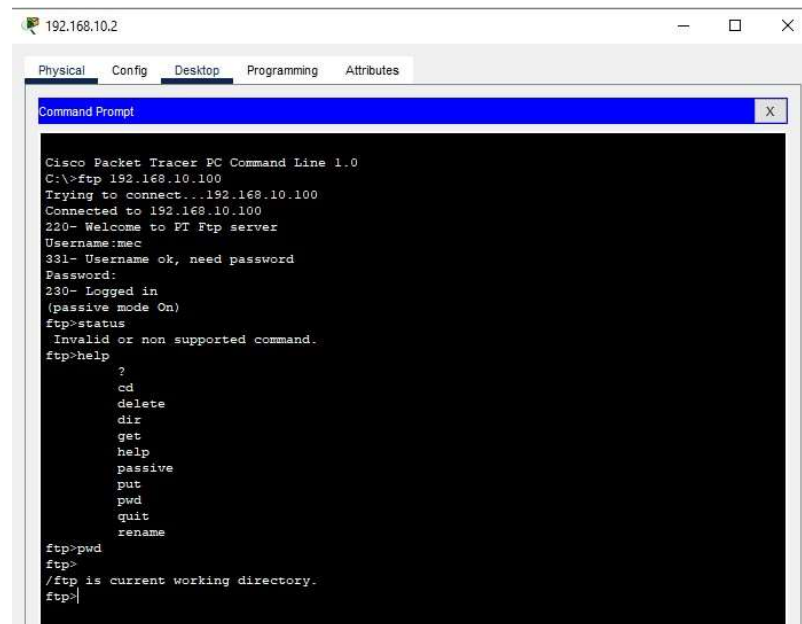 192.168.10.2
Physical Config Desktop Programming Attributes
Command Prompt
X
Cisco Packet Tracer PC Command Line 1.0
C:\>ftp 192.168.10.100
Trying to connect...192.168.10.100
Connected to 192.168.10.100
220- Welcome to PT Ftp server
Username:mec
331- Username ok, need password
Password:
230- Logged in
(passive mode On)
ftp>status
Invalid or non supported command.
ftp>help
?
cd
delete
dir
get
help
passive
put
pwd
quit
rename
ftp>pwd
ftp>
/ftp is current working directory.
ftp>